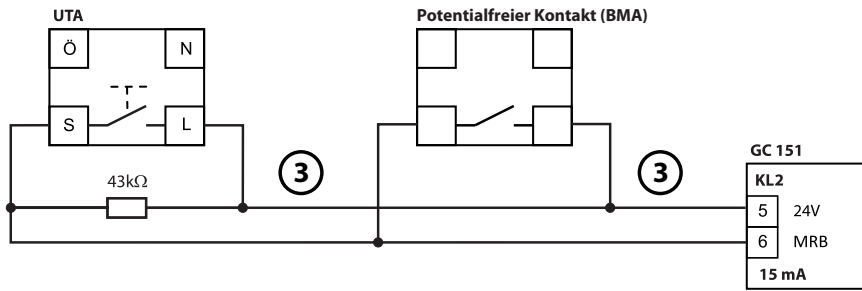 UTA
Potentialfreier Kontakt (BMA)
Ö N
S L
43kΩ
3
3
GC 151
KL2
5 24V
6 MRB
15 mA